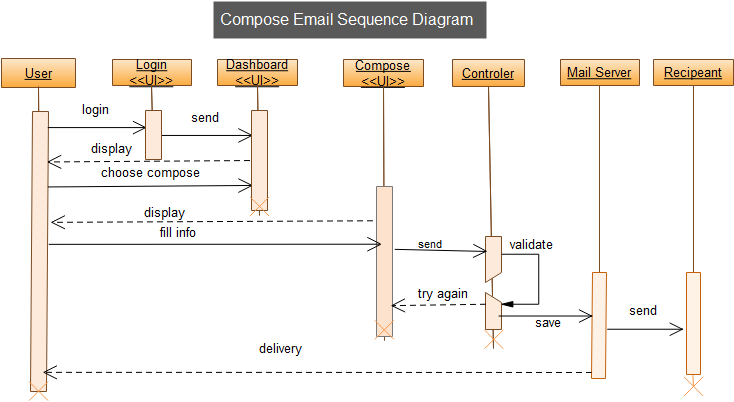 Compose Email Sequence Diagram
User
Login
<<UI>>
Dashboard
<<UI>>
Compose
<<UI>>
Controler
Mail Server
Recipeant
login
send
display
choose compose
display
fill info
send
validate
try again
save
send
delivery